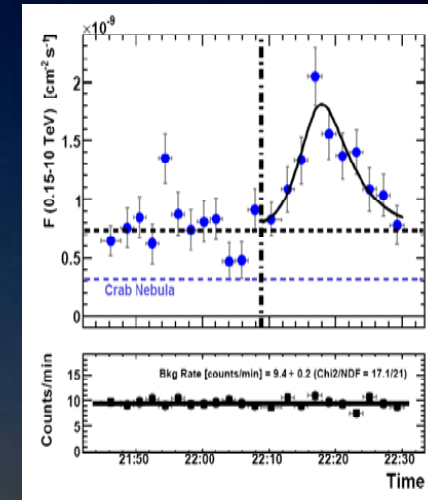 ×10⁻⁹
F (0.15-10 TeV) [cm⁻² s⁻¹]
2
1.5
1
0.5
0
Crab Nebula
Bkg Rate [counts/min] = 9.4 + 0.2 (Chi2/NDF = 17.1/21)
Counts/min
15
10
5
0
21:50 22:00 22:10 22:20 22:30
Time